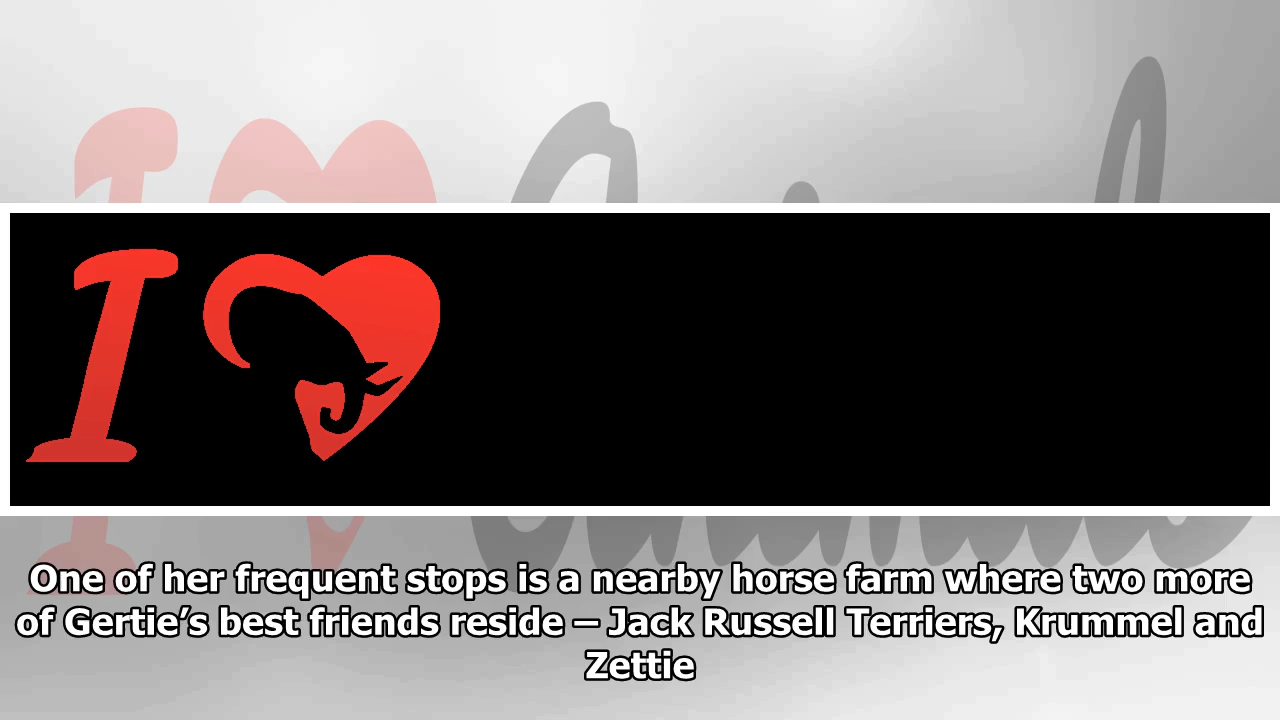 I
One of her frequent stops is a nearby horse farm where two more
of Gertie’s best friends reside – Jack Russell Terriers, Krummel and
Zettie